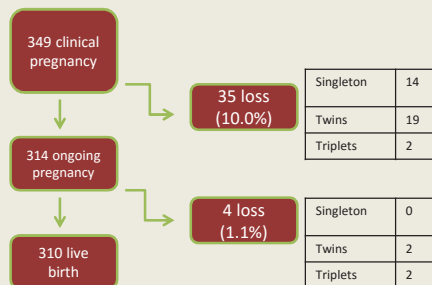 349 clinical
pregnancy
35 loss
(10.0%)
Singleton 14
Twins 19
Triplets 2
314 ongoing
pregnancy
4 loss
(1.1%)
Singleton 0
Twins 2
Triplets 2
310 live
birth